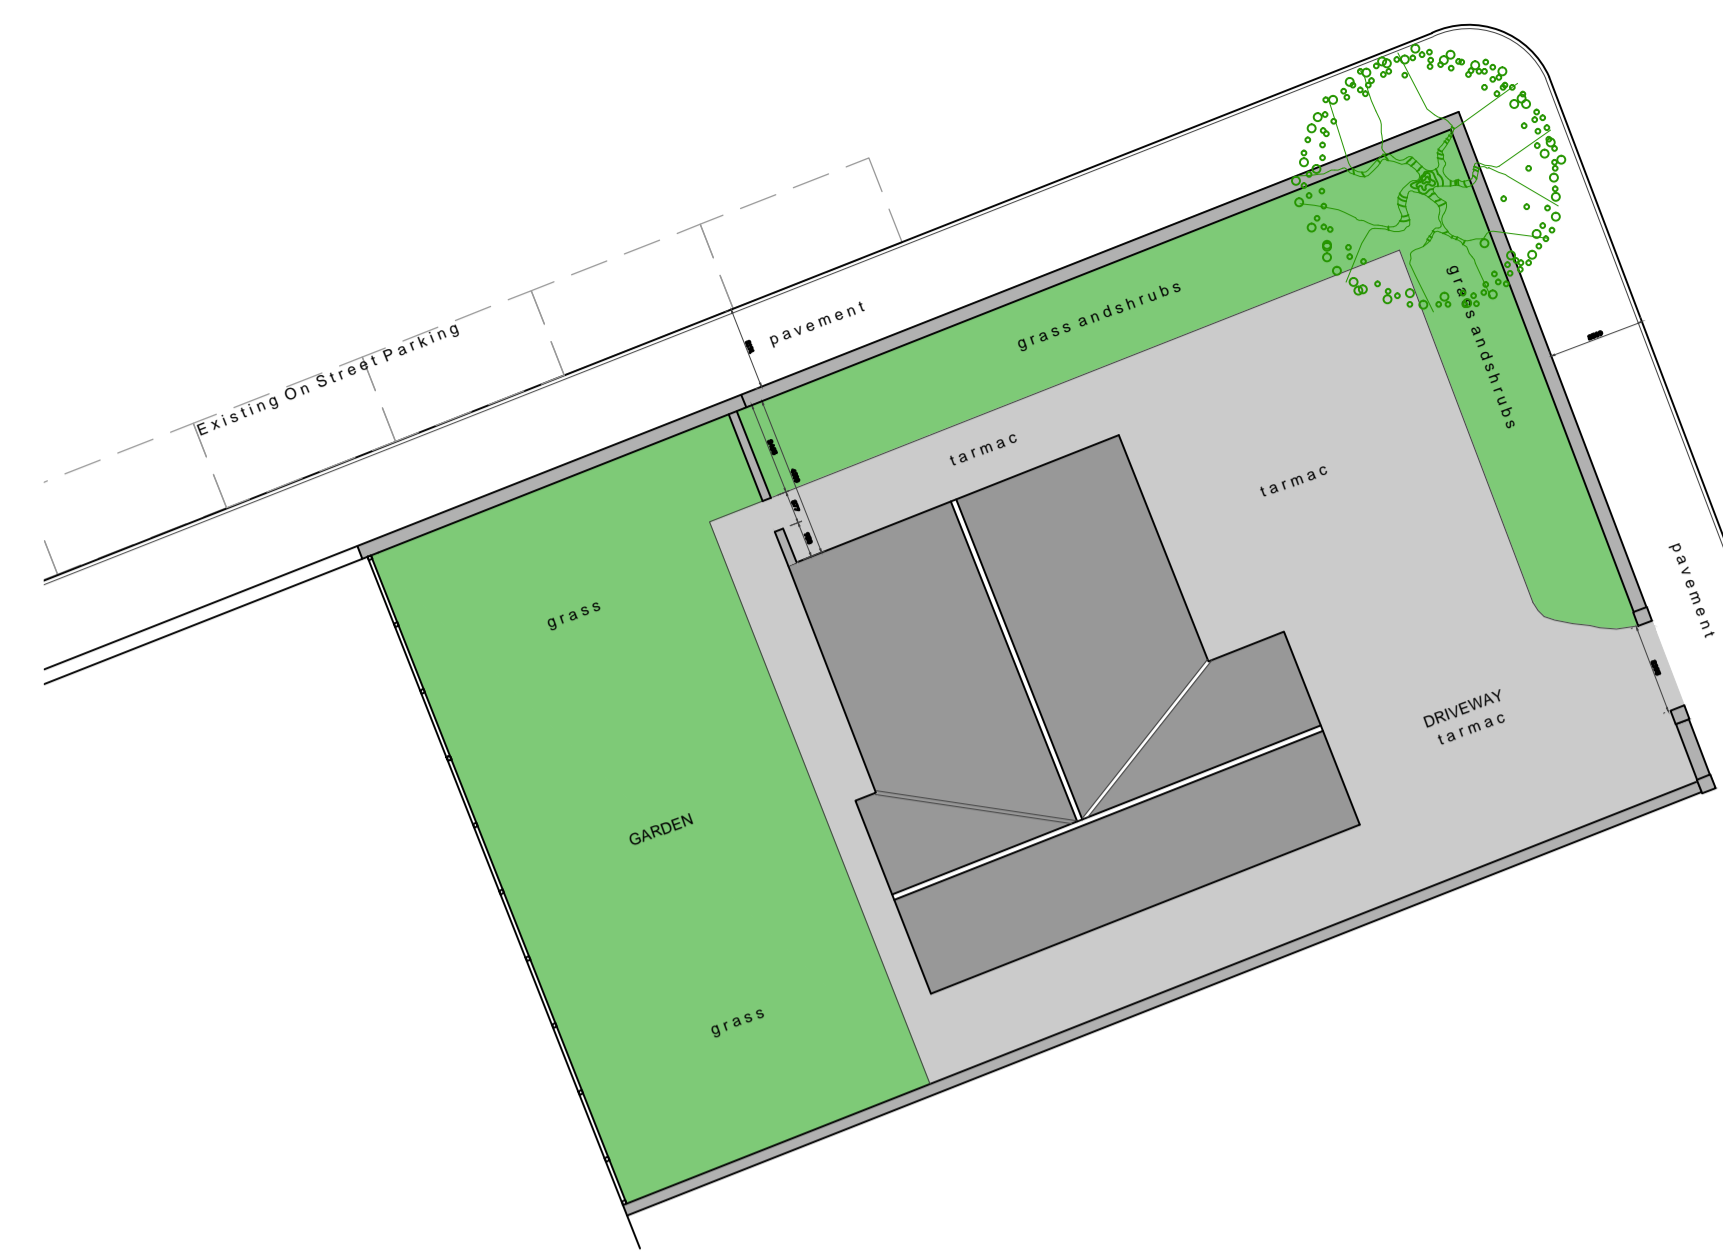 Existing On Street Parking
pavement
grass andshrubs
grass andshrubs
tarmac
tarmac
pavement
grass
DRIVEWAY
tarmac
GARDEN
grass